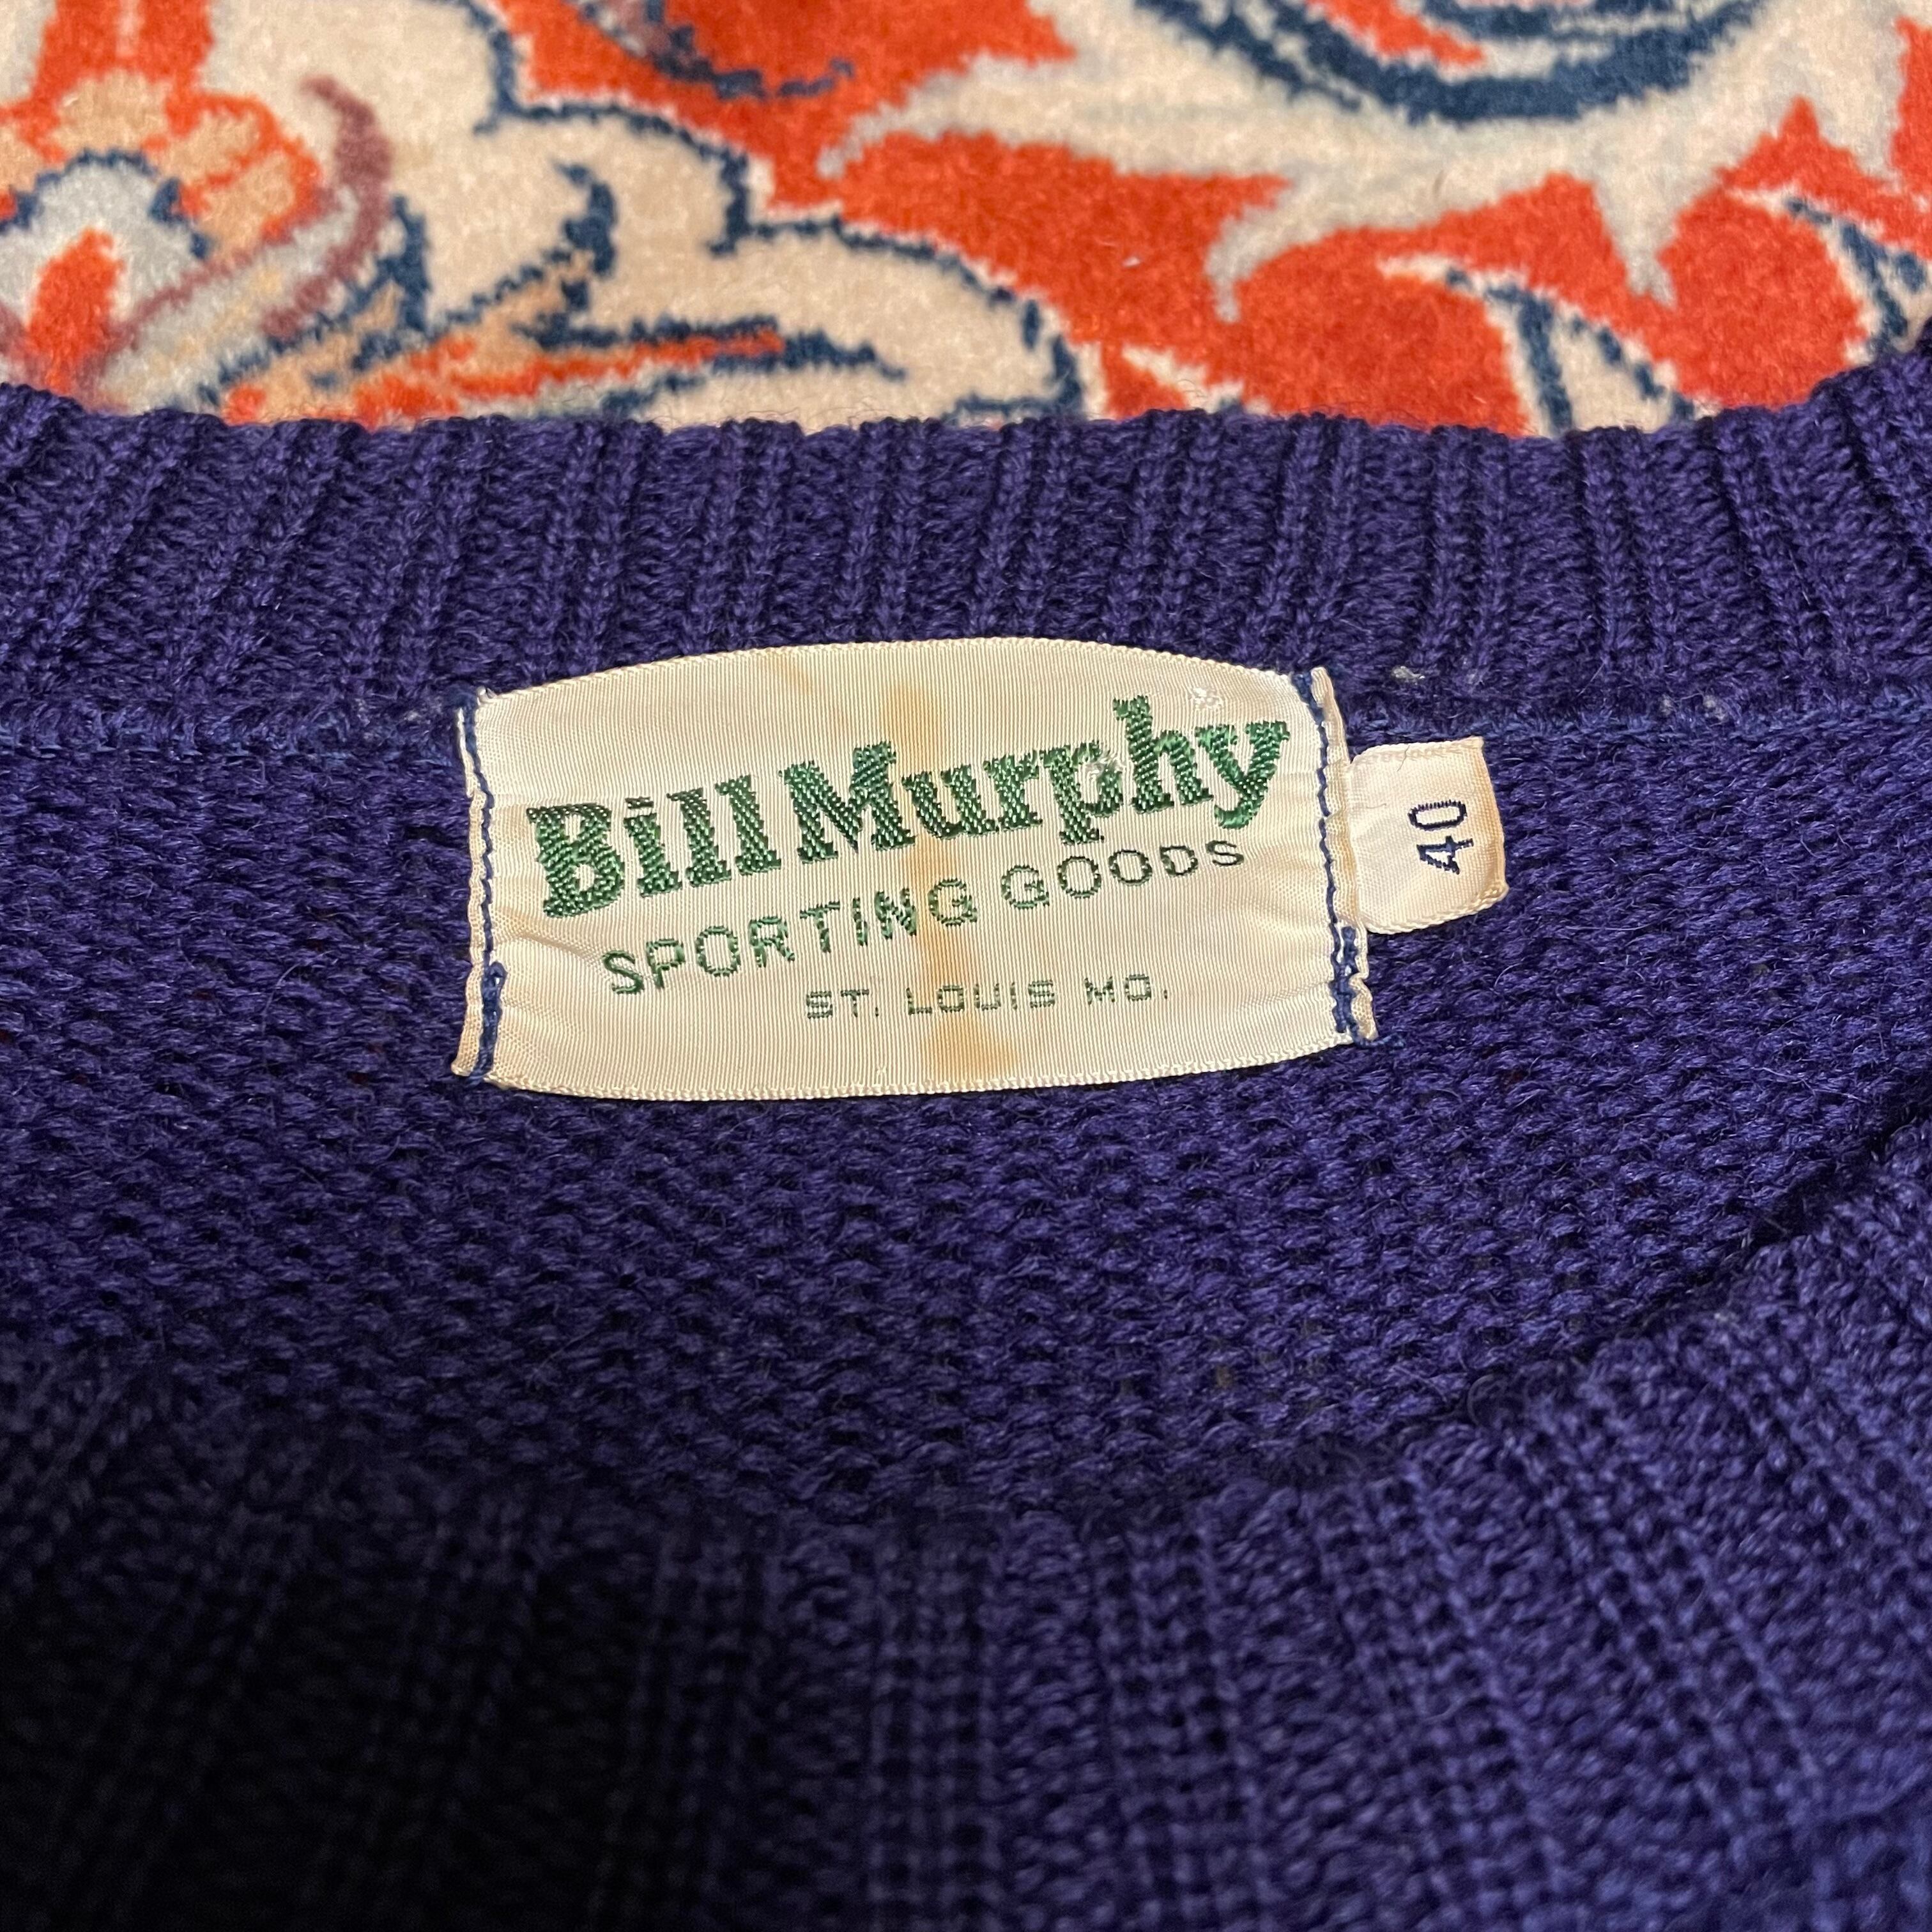 Bill Murphy
SPORTING GOODS
ST. LOUIS MO.
40